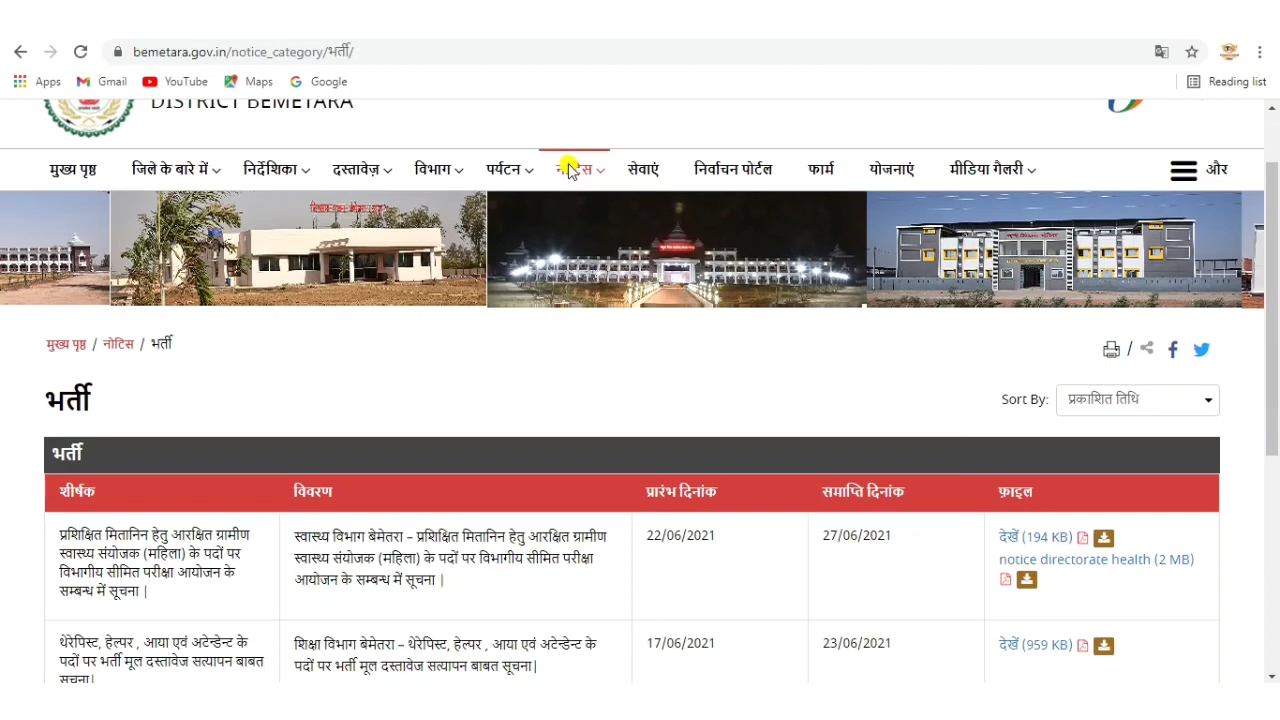 bemetara.gov.in/notice_category/भर्ती/
Apps Gmail YouTube Maps Google Reading list
DISTRICT BEMETARA
मुख्य पृष्ठ जिले के बारे में निर्देशिका दस्तावेज़ विभाग पर्यटन नोटिस सेवाएं निर्वाचन पोर्टल फार्म योजनाएं मीडिया गैलरी और
मुख्य पृष्ठ / नोटिस / भर्ती
भर्ती
Sort By: प्रकाशित तिथि
भर्ती
शीर्षक विवरण प्रारंभ दिनांक समाप्ति दिनांक फ़ाइल
प्रशिक्षित मितानिन हेतु आरक्षित ग्रामीण
स्वास्थ्य संयोजक (महिला) के पदों पर
विभागीय सीमित परीक्षा आयोजन के
सम्बन्ध में सूचना |
स्वास्थ्य विभाग बेमेतरा – प्रशिक्षित मितानिन हेतु आरक्षित ग्रामीण
स्वास्थ्य संयोजक (महिला) के पदों पर विभागीय सीमित परीक्षा
आयोजन के सम्बन्ध में सूचना |
22/06/2021
27/06/2021
देखें (194 KB)
notice directorate health (2 MB)
थेरेपिस्ट, हेल्पर , आया एवं अटेन्डेन्ट के
पदों पर भर्ती मूल दस्तावेज सत्यापन बाबत
सूचना|
शिक्षा विभाग बेमेतरा – थेरेपिस्ट, हेल्पर , आया एवं अटेन्डेन्ट के
पदों पर भर्ती मूल दस्तावेज सत्यापन बाबत सूचना|
17/06/2021
23/06/2021
देखें (959 KB)